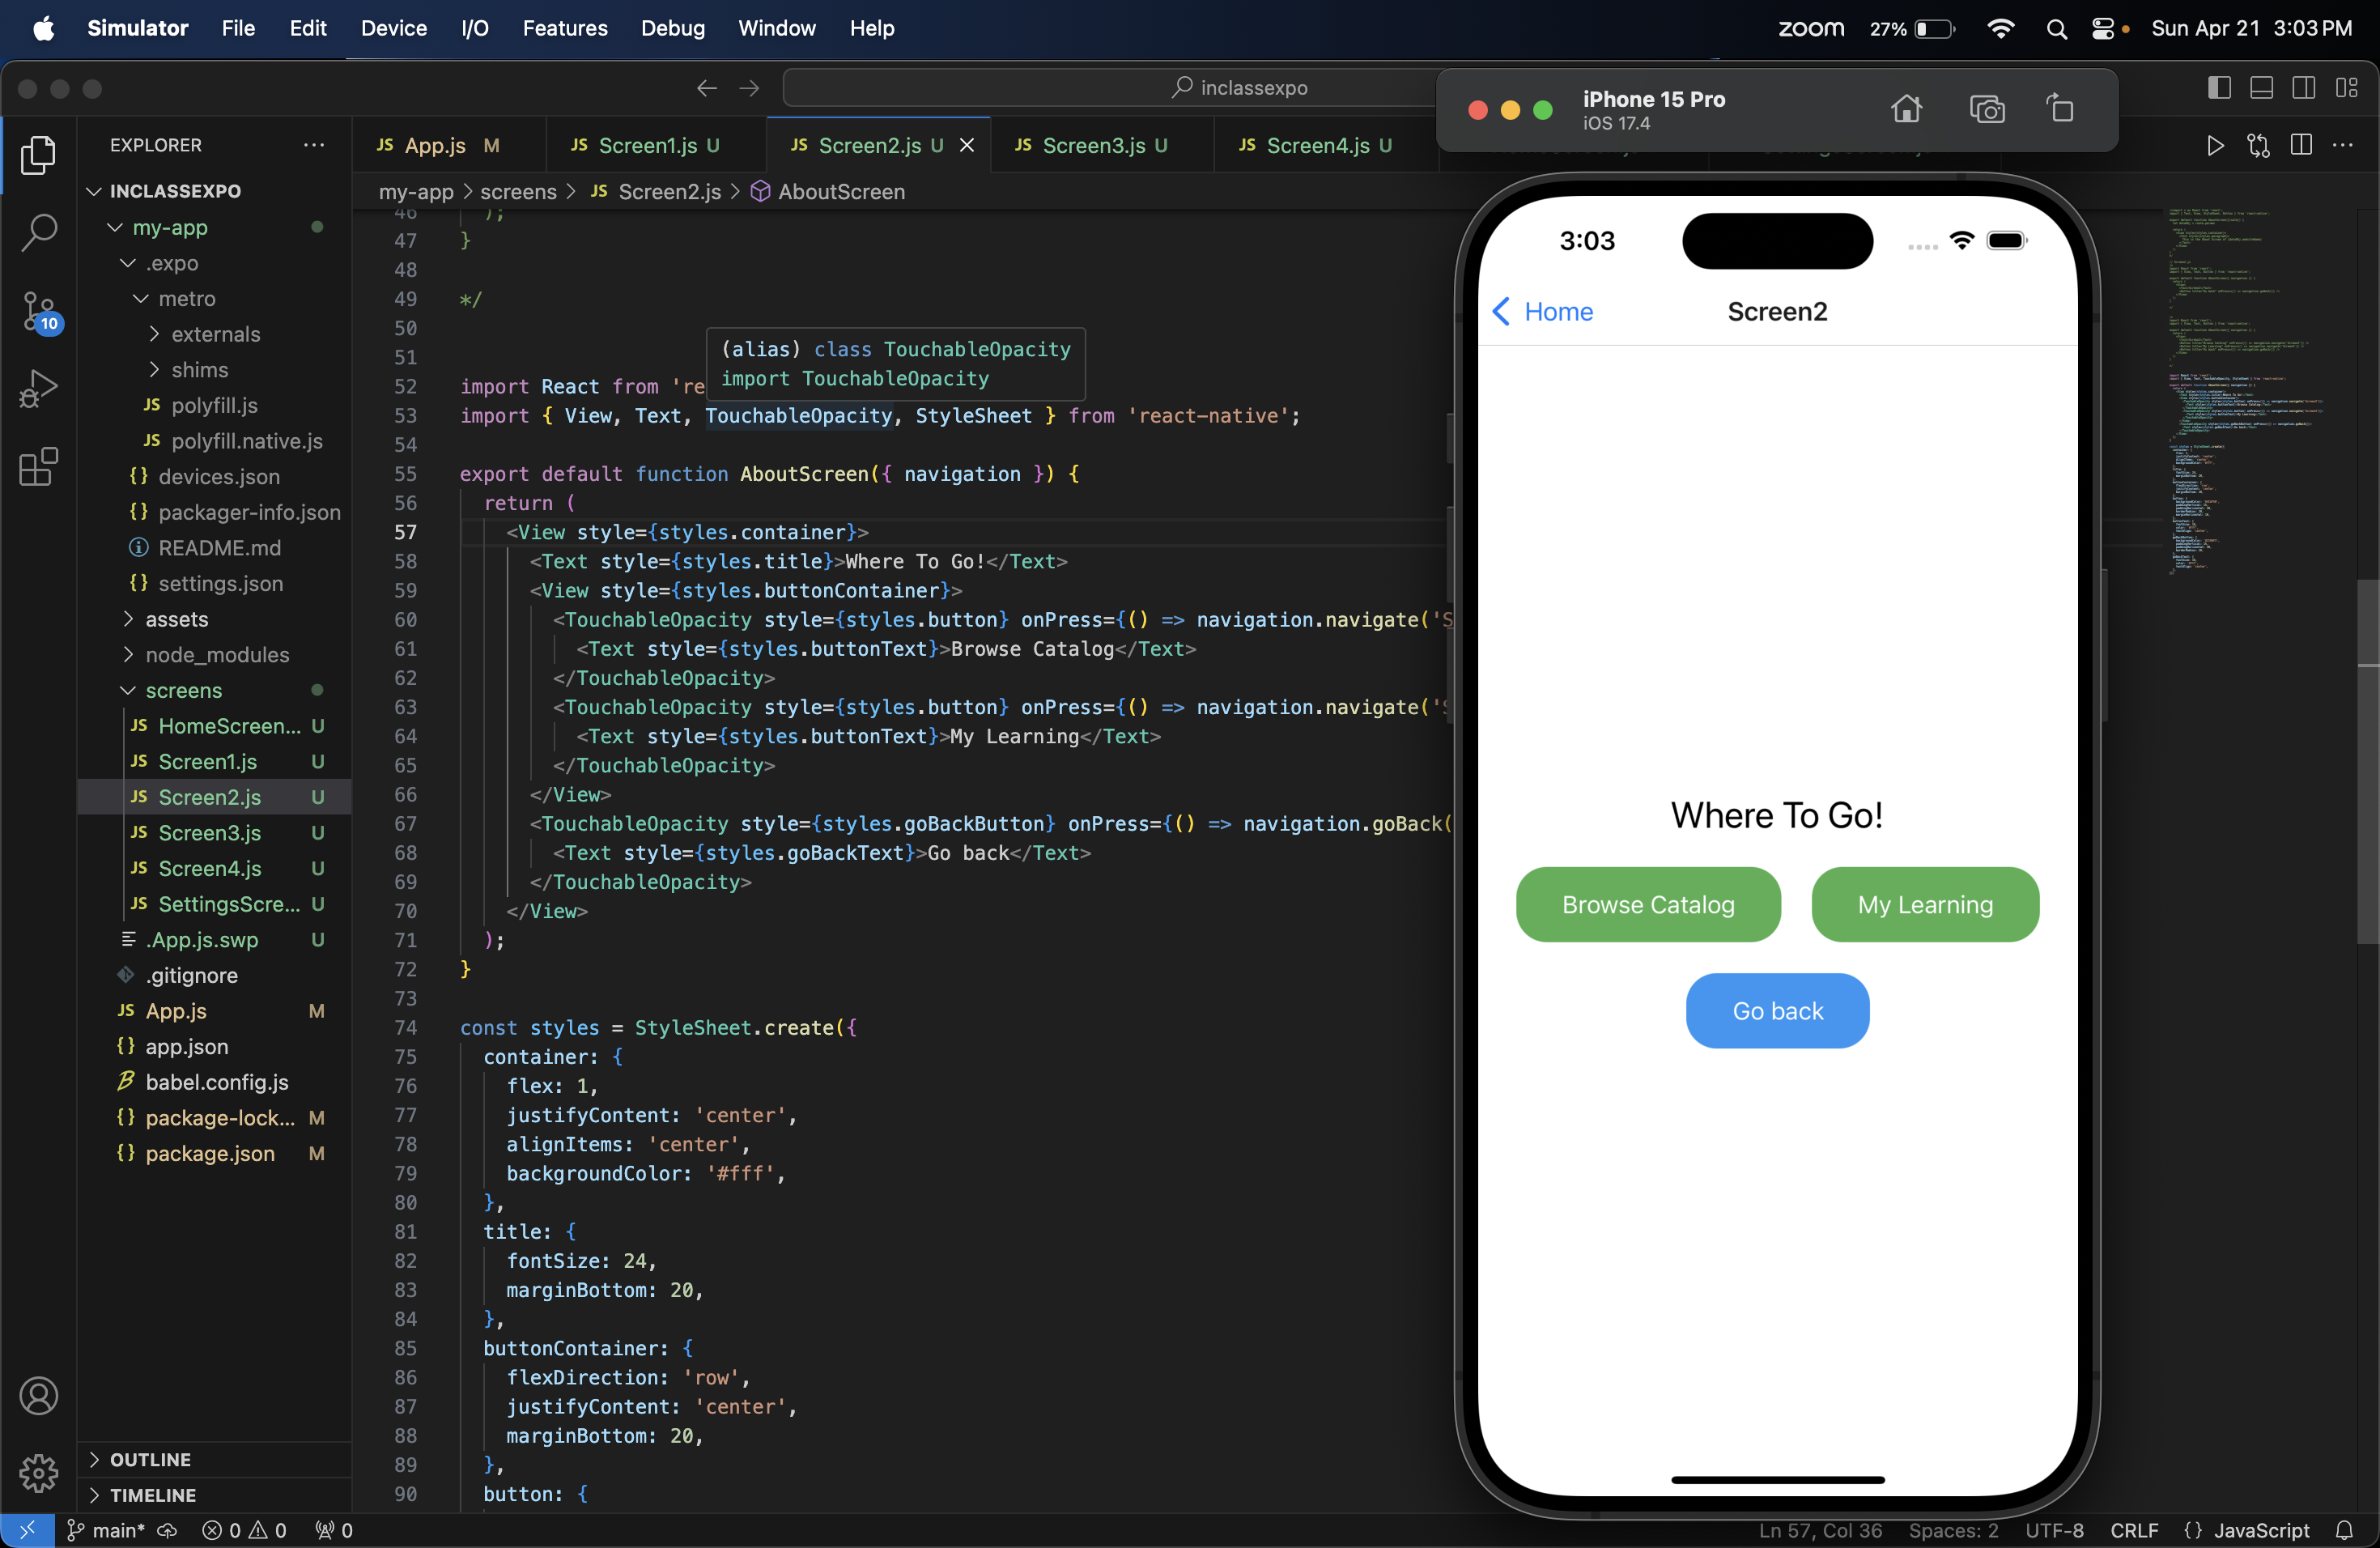 Simulator File Edit Device I/O Features Debug Window Help zoom 27% Sun Apr 21 3:03 PM
inclassexpo
iPhone 15 Pro
iOS 17.4
EXPLORER
JS App.js M JS Screen1.js U JS Screen2.js U JS Screen3.js U JS Screen4.js U
my-app > screens > JS Screen2.js > AboutScreen
INCLASSEXPO
my-app
.expo
metro
externals
shims
JS polyfill.js
JS polyfill.native.js
{} devices.json
{} packager-info.json
README.md
{} settings.json
assets
node_modules
screens
JS HomeScreen... U
JS Screen1.js U
JS Screen2.js U
JS Screen3.js U
JS Screen4.js U
JS SettingsScre... U
.App.js.swp U
.gitignore
JS App.js M
{} app.json
babel.config.js
{} package-lock... M
{} package.json M
OUTLINE
TIMELINE
10
46 );
47 }
48
49 */
50
51
(alias) class TouchableOpacity
import TouchableOpacity
52 import React from 're
53 import { View, Text, TouchableOpacity, StyleSheet } from 'react-native';
54
55 export default function AboutScreen({ navigation }) {
56 return (
57 <View style={styles.container}>
58 <Text style={styles.title}>Where To Go!</Text>
59 <View style={styles.buttonContainer}>
60 <TouchableOpacity style={styles.button} onPress={() => navigation.navigate('S
61 <Text style={styles.buttonText}>Browse Catalog</Text>
62 </TouchableOpacity>
63 <TouchableOpacity style={styles.button} onPress={() => navigation.navigate('S
64 <Text style={styles.buttonText}>My Learning</Text>
65 </TouchableOpacity>
66 </View>
67 <TouchableOpacity style={styles.goBackButton} onPress={() => navigation.goBack(
68 <Text style={styles.goBackText}>Go back</Text>
69 </TouchableOpacity>
70 </View>
71 );
72 }
73
74 const styles = StyleSheet.create({
75 container: {
76 flex: 1,
77 justifyContent: 'center',
78 alignItems: 'center',
79 backgroundColor: '#fff',
80 },
81 title: {
82 fontSize: 24,
83 marginBottom: 20,
84 },
85 buttonContainer: {
86 flexDirection: 'row',
87 justifyContent: 'center',
88 marginBottom: 20,
89 },
90 button: {
3:03
Home Screen2
Where To Go!
Browse Catalog My Learning
Go back
main* 0 0 0 Ln 57, Col 36 Spaces: 2 UTF-8 CRLF {} JavaScript